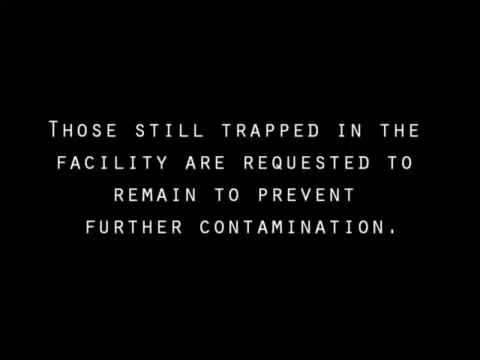 Those still trapped in the
facility are requested to
remain to prevent
further contamination.